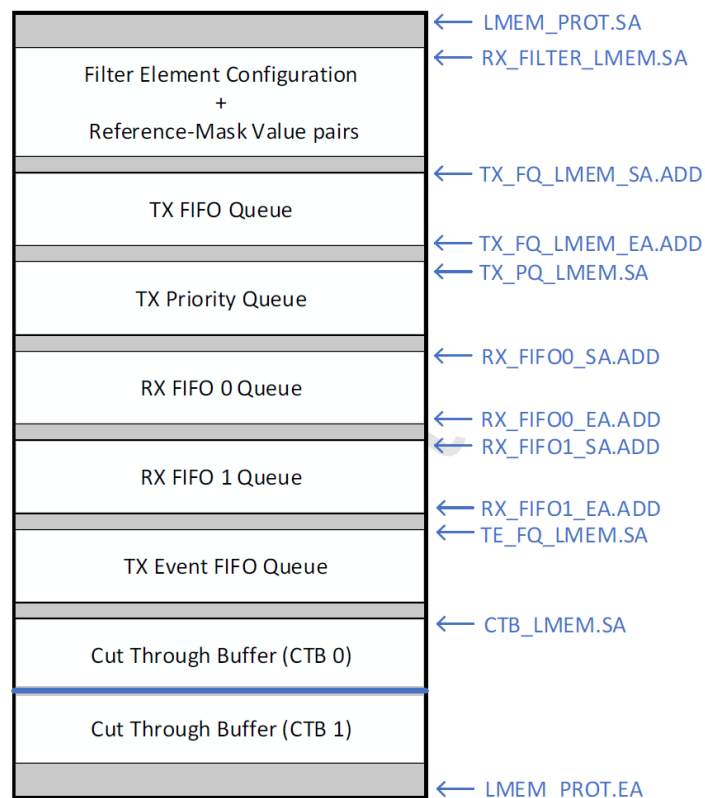 LMEM_PROT.SA
RX_FILTER_LMEM.SA
Filter Element Configuration
+
Reference-Mask Value pairs
TX_FQ_LMEM_SA.ADD
TX FIFO Queue
TX_FQ_LMEM_EA.ADD
TX_PQ_LMEM.SA
TX Priority Queue
RX_FIFO0_SA.ADD
RX FIFO 0 Queue
RX_FIFO0_EA.ADD
RX_FIFO1_SA.ADD
RX FIFO 1 Queue
RX_FIFO1_EA.ADD
TE_FQ_LMEM.SA
TX Event FIFO Queue
CTB_LMEM.SA
Cut Through Buffer (CTB 0)
Cut Through Buffer (CTB 1)
LMEM_PROT.EA